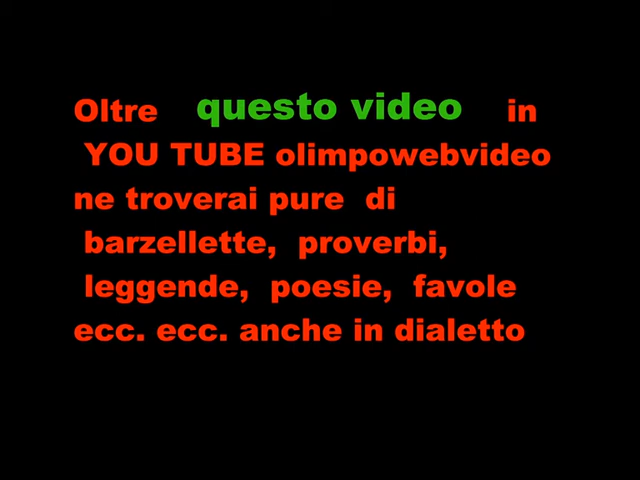 Oltre questo video in
YOU TUBE olimpowebvideo
ne troverai pure di
barzellette, proverbi,
leggende, poesie, favole
ecc. ecc. anche in dialetto